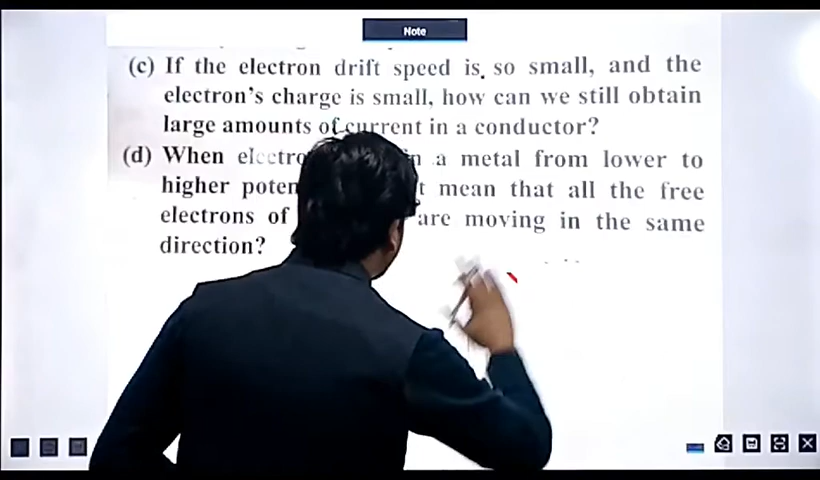 Note
(c) If the electron drift speed is so small, and the
electron's charge is small, how can we still obtain
large amounts of current in a conductor?
(d) When in a metal from lower to
higher mean that all the free
electrons of are moving in the same
direction?